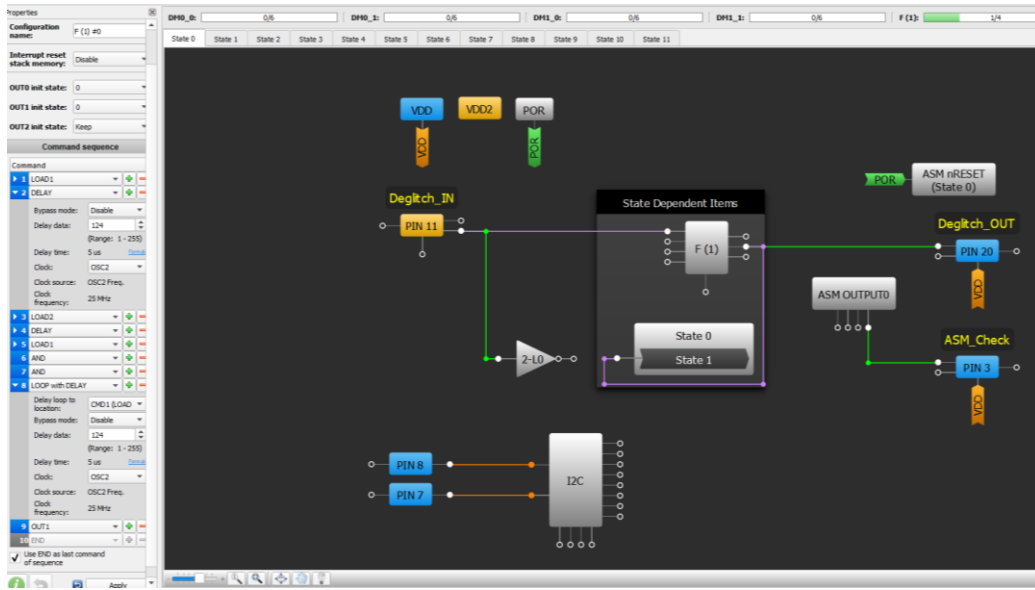 Properties
Configuration name:
F (1) #0
Interrupt reset stack memory:
Disable
OUT0 init state:
0
OUT1 init state:
0
OUT2 init state:
Keep
Command sequence
Command
1 LOAD1
2 DELAY
Bypass mode:
Disable
Delay data:
124
(Range: 1 - 255)
Delay time:
5 us
Clock:
OSC2
Clock source:
OSC2 Freq.
Clock frequency:
25 MHz
3 LOAD2
4 DELAY
5 LOAD1
6 AND
7 AND
8 LOOP with DELAY
Delay loop to location:
CMD1 (LOAD
Bypass mode:
Disable
Delay data:
124
(Range: 1 - 255)
Delay time:
5 us
Clock:
OSC2
Clock source:
OSC2 Freq.
Clock frequency:
25 MHz
9 OUT1
10 END
Use END as last command of sequence
Apply
DM0_0:
0/6
DM0_1:
0/6
DM1_0:
0/6
DM1_1:
0/6
F (1):
1/4
State 0
State 1
State 2
State 3
State 4
State 5
State 6
State 7
State 8
State 9
State 10
State 11
VDD
VDD2
POR
VDD
POR
Deglitch_IN
PIN 11
State Dependent Items
F (1)
State 0
State 1
2-L0
POR
ASM nRESET
(State 0)
Deglitch_OUT
PIN 20
VDD
ASM OUTPUT0
ASM_Check
PIN 3
VDD
PIN 8
PIN 7
I2C